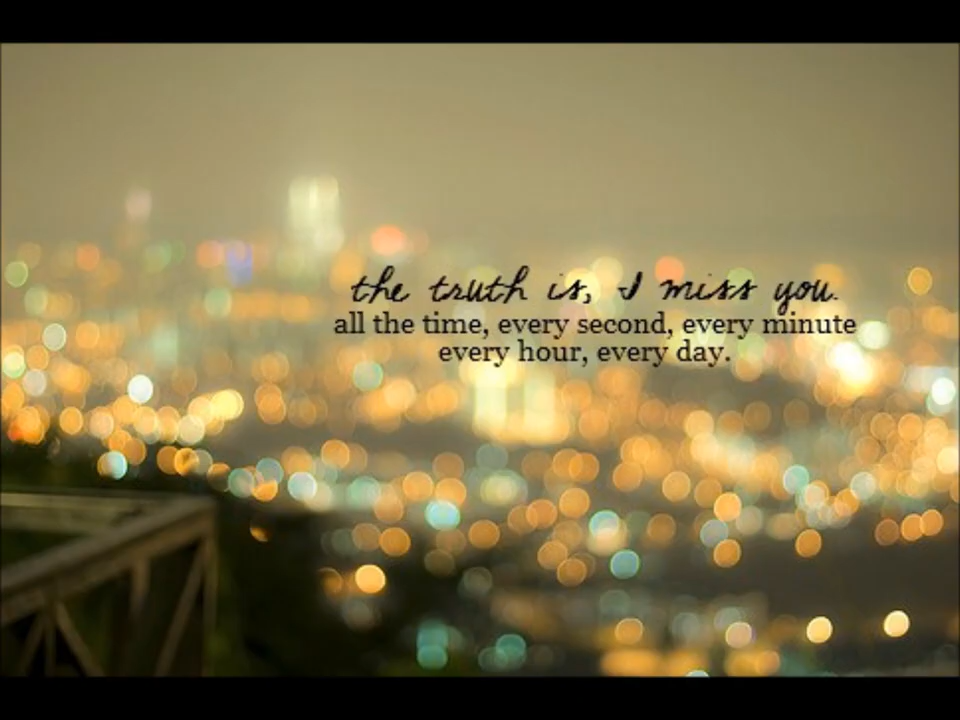 the truth is, I miss you.
all the time, every second, every minute
every hour, every day.